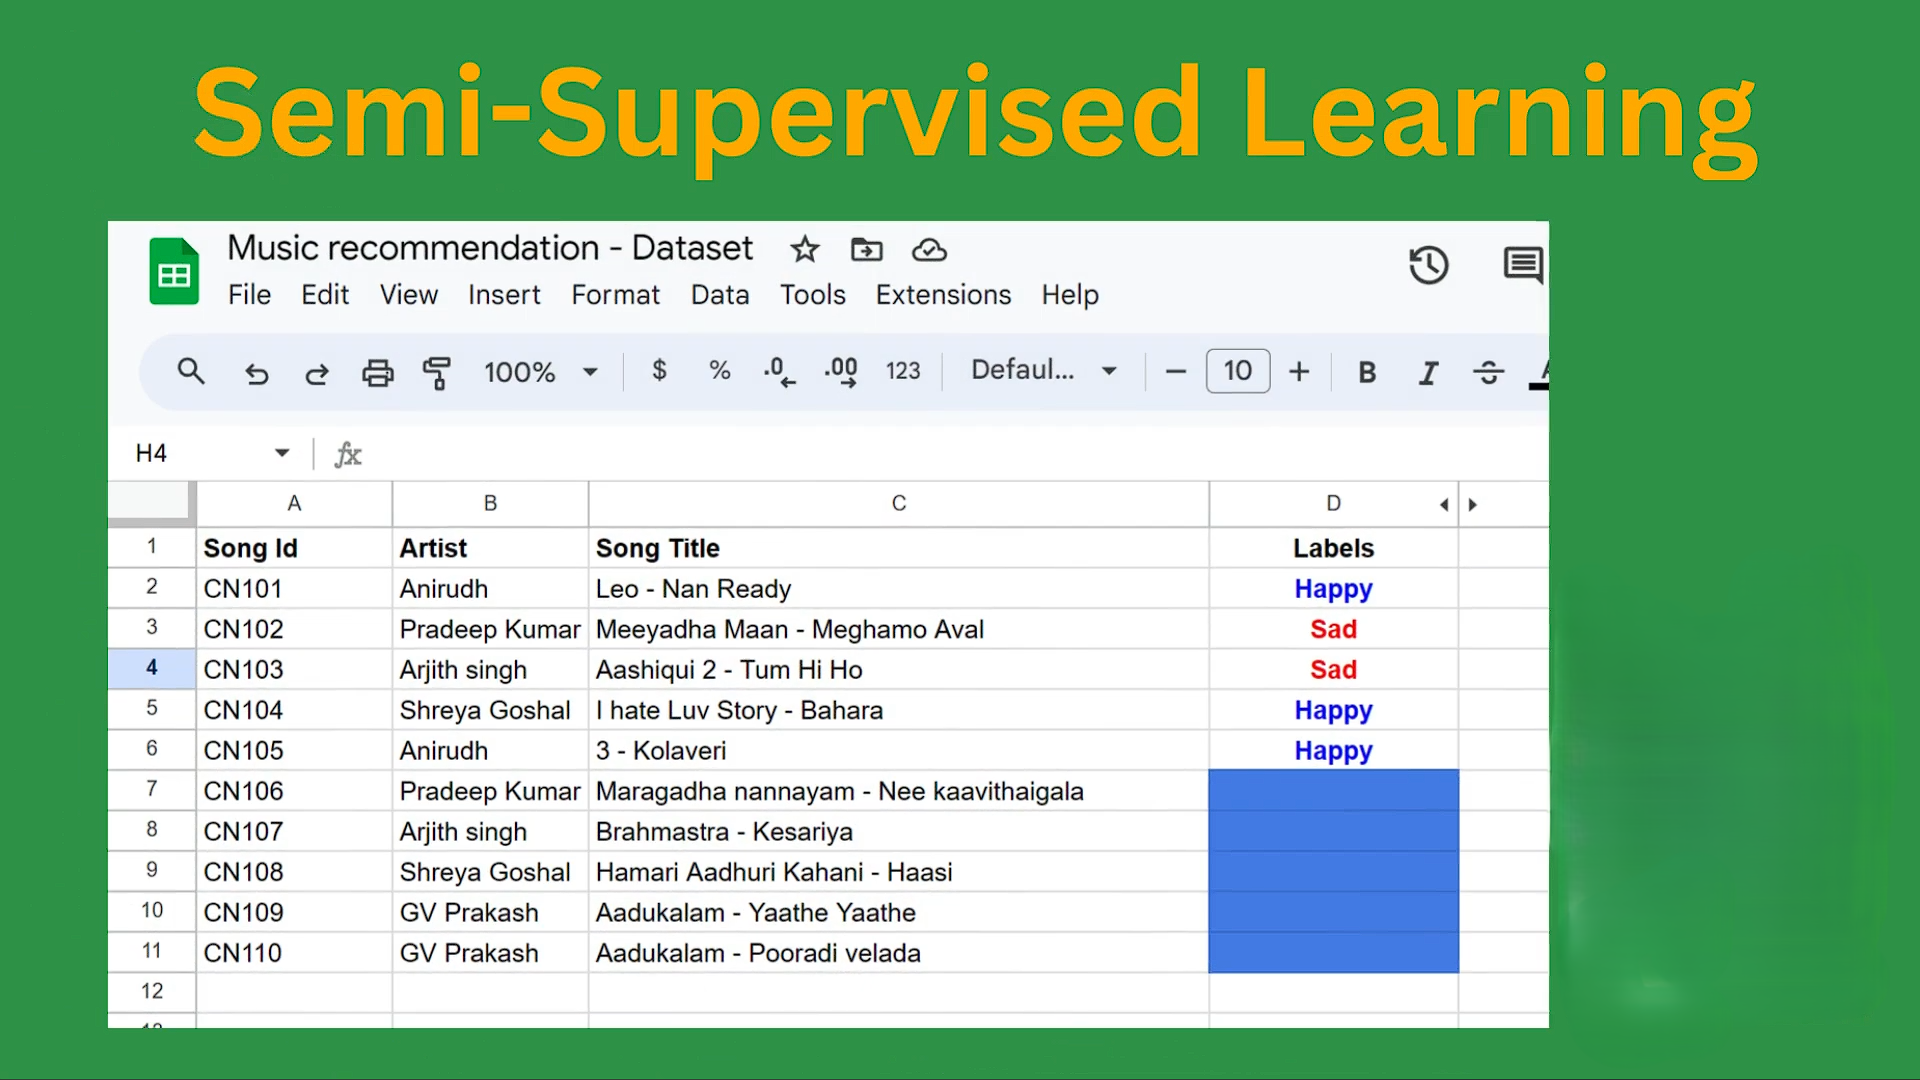 Semi-Supervised Learning
Music recommendation - Dataset
File Edit View Insert Format Data Tools Extensions Help
100% $ % .0 .00 123 Defaul... − 10 + B I S A
H4 fx
A B C D
1 Song Id Artist Song Title Labels
2 CN101 Anirudh Leo - Nan Ready Happy
3 CN102 Pradeep Kumar Meeyadha Maan - Meghamo Aval Sad
4 CN103 Arjith singh Aashiqui 2 - Tum Hi Ho Sad
5 CN104 Shreya Goshal I hate Luv Story - Bahara Happy
6 CN105 Anirudh 3 - Kolaveri Happy
7 CN106 Pradeep Kumar Maragadha nannayam - Nee kaavithaigala
8 CN107 Arjith singh Brahmastra - Kesariya
9 CN108 Shreya Goshal Hamari Aadhuri Kahani - Haasi
10 CN109 GV Prakash Aadukalam - Yaathe Yaathe
11 CN110 GV Prakash Aadukalam - Pooradi velada
12